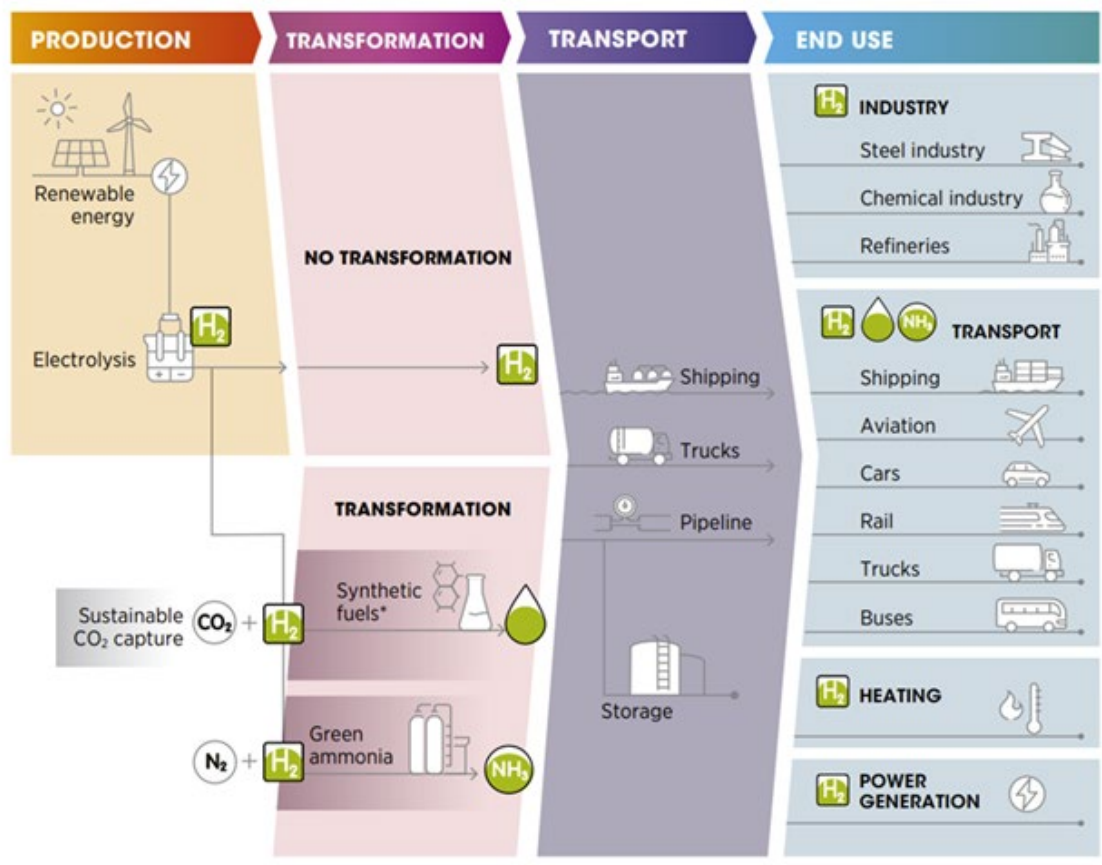 PRODUCTION
TRANSFORMATION
TRANSPORT
END USE
Renewable
energy
H₂
Electrolysis
NO TRANSFORMATION
H₂
TRANSFORMATION
Sustainable
CO₂ capture
CO₂ + H₂
Synthetic
fuels*
N₂ + H₂
Green
ammonia
NH₃
Shipping
Trucks
Pipeline
Storage
H₂ INDUSTRY
Steel industry
Chemical industry
Refineries
H₂ NH₃ TRANSPORT
Shipping
Aviation
Cars
Rail
Trucks
Buses
H₂ HEATING
H₂ POWER
GENERATION